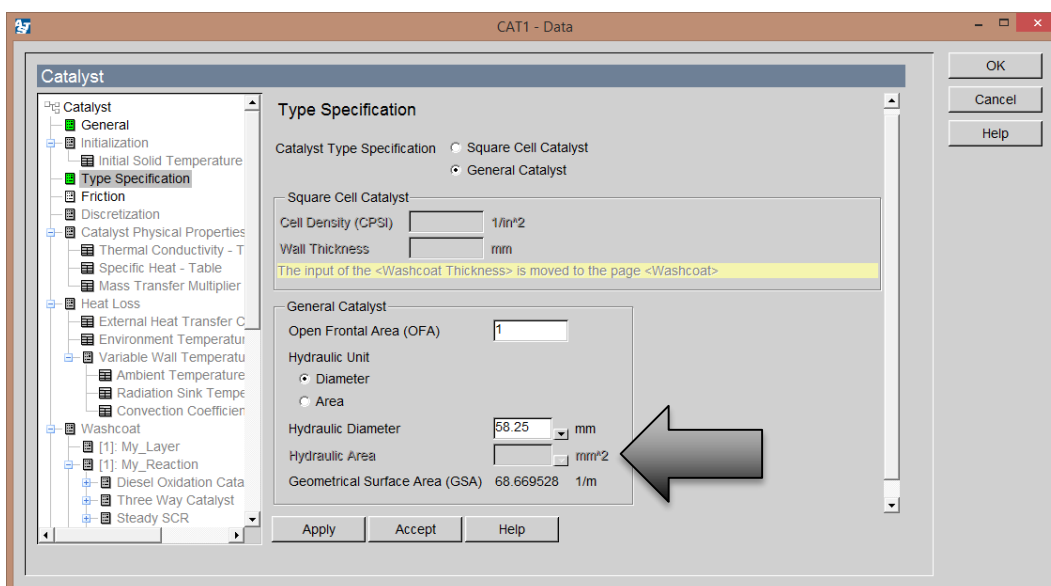 CAT1 - Data
OK
Cancel
Help
Catalyst
Catalyst
General
Initialization
Initial Solid Temperature
Type Specification
Friction
Discretization
Catalyst Physical Properties
Thermal Conductivity - T
Specific Heat - Table
Mass Transfer Multiplier
Heat Loss
External Heat Transfer C
Environment Temperatur
Variable Wall Temperatu
Ambient Temperature
Radiation Sink Tempe
Convection Coefficien
Washcoat
[1]: My_Layer
[1]: My_Reaction
Diesel Oxidation Cata
Three Way Catalyst
Steady SCR
Type Specification
Catalyst Type Specification Square Cell Catalyst
General Catalyst
Square Cell Catalyst
Cell Density (CPSI) 1/in^2
Wall Thickness mm
The input of the <Washcoat Thickness> is moved to the page <Washcoat>
General Catalyst
Open Frontal Area (OFA) 1
Hydraulic Unit
Diameter
Area
Hydraulic Diameter 58.25 mm
Hydraulic Area mm^2
Geometrical Surface Area (GSA) 68.669528 1/m
Apply Accept Help